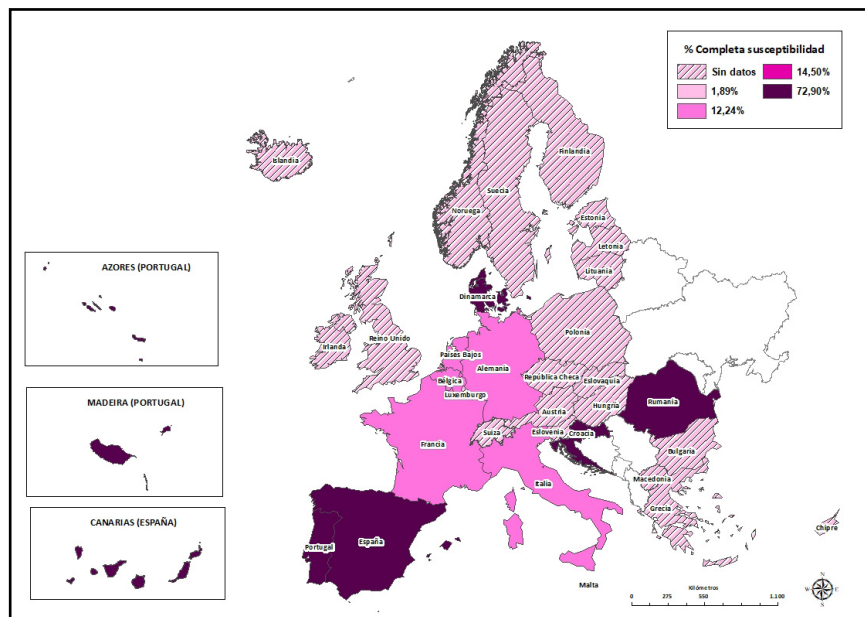 % Completa susceptibilidad
Sin datos
14,50%
1,89%
72,90%
12,24%
Islandia
Finlandia
Suecia
Noruega
Estonia
Letonia
Lituania
AZORES (PORTUGAL)
Dinamarca
Reino Unido
Irlanda
Polonia
Países Bajos
Alemania
Bélgica
República Checa
Eslovaquia
Luxemburgo
MADEIRA (PORTUGAL)
Austria
Hungría
Rumanía
Suiza
Eslovenia
Croacia
Francia
Bulgaria
Italia
Macedonia
Grecia
CANARIAS (ESPAÑA)
Chipre
Portugal
España
Malta
Kilómetros
0 275 550 1.100
N
W E
S